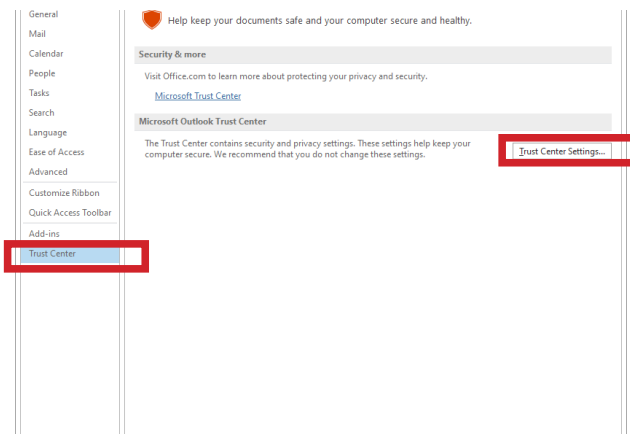 General
Mail
Calendar
People
Tasks
Search
Language
Ease of Access
Advanced
Customize Ribbon
Quick Access Toolbar
Add-ins
Trust Center
Help keep your documents safe and your computer secure and healthy.
Security & more
Visit Office.com to learn more about protecting your privacy and security.
Microsoft Trust Center
Microsoft Outlook Trust Center
The Trust Center contains security and privacy settings. These settings help keep your
computer secure. We recommend that you do not change these settings.
Trust Center Settings...